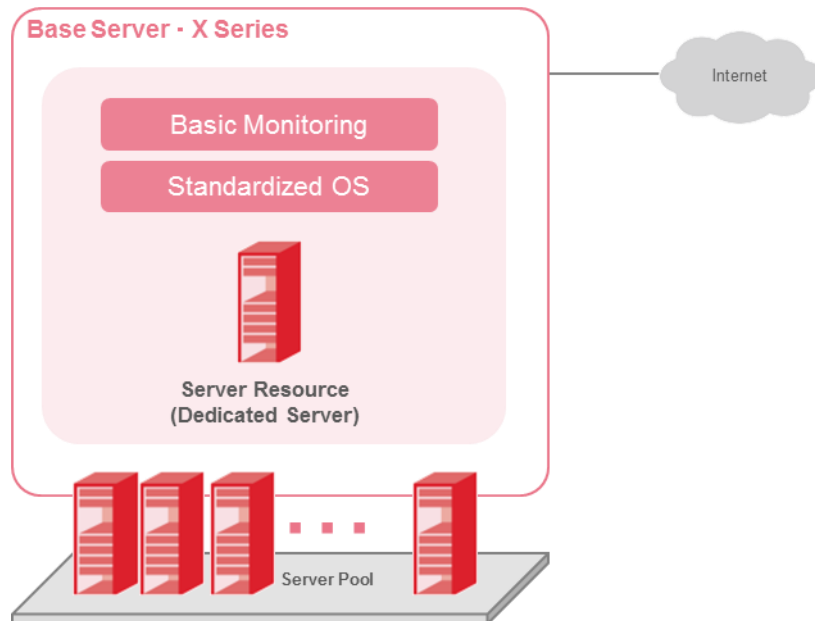 Base Server - X Series
Internet
Basic Monitoring
Standardized OS
Server Resource
(Dedicated Server)
Server Pool